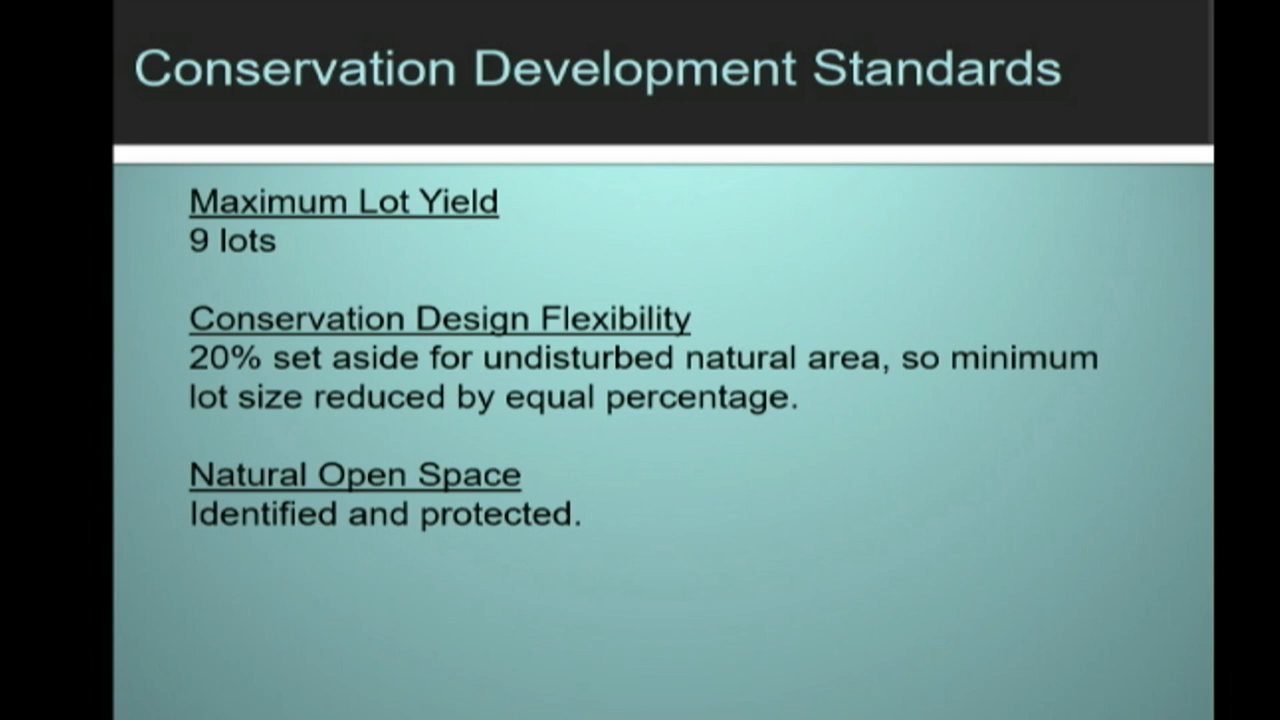 Conservation Development Standards
Maximum Lot Yield
9 lots
Conservation Design Flexibility
20% set aside for undisturbed natural area, so minimum
lot size reduced by equal percentage.
Natural Open Space
Identified and protected.